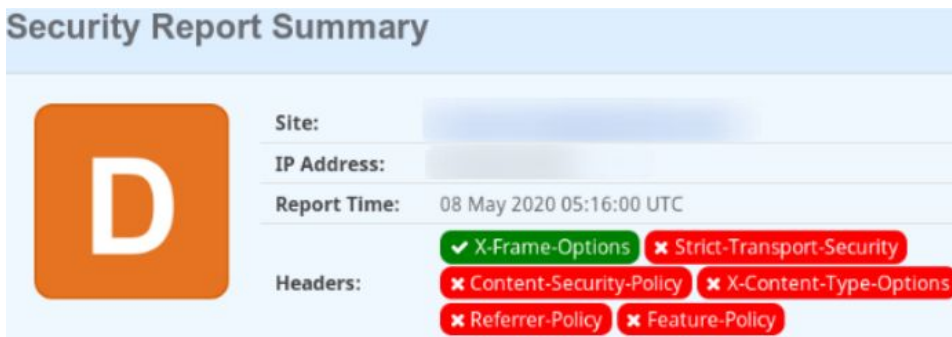 Security Report Summary
D
Site:
IP Address:
Report Time: 08 May 2020 05:16:00 UTC
Headers: X-Frame-Options Strict-Transport-Security
Content-Security-Policy X-Content-Type-Options
Referrer-Policy Feature-Policy